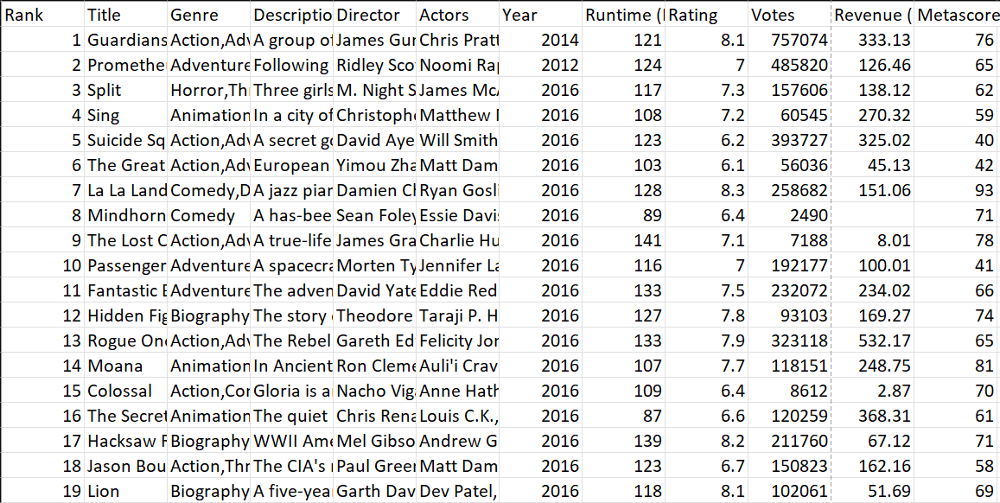 Rank Title Genre Descriptio Director Actors Year Runtime ( Rating Votes Revenue ( Metascore
1 Guardians Action,Adv A group of James Gur Chris Pratt 2014 121 8.1 757074 333.13 76
2 Promethe Adventure Following Ridley Sco Noomi Rap 2012 124 7 485820 126.46 65
3 Split Horror,Thr Three girls M. Night S James McA 2016 117 7.3 157606 138.12 62
4 Sing Animation In a city of Christophe Matthew 2016 108 7.2 60545 270.32 59
5 Suicide Sq Action,Adv A secret go David Aye Will Smith 2016 123 6.2 393727 325.02 40
6 The Great Action,Adv European Yimou Zha Matt Dam 2016 103 6.1 56036 45.13 42
7 La La Land Comedy,D A jazz pian Damien Ch Ryan Gosli 2016 128 8.3 258682 151.06 93
8 Mindhorn Comedy A has-bee Sean Foley Essie Davi 2016 89 6.4 2490 71
9 The Lost C Action,Adv A true-life James Gra Charlie Hu 2016 141 7.1 7188 8.01 78
10 Passenger Adventure A spacecra Morten Ty Jennifer La 2016 116 7 192177 100.01 41
11 Fantastic B Adventure The adven David Yate Eddie Red 2016 133 7.5 232072 234.02 66
12 Hidden Fig Biography The story Theodore Taraji P. H 2016 127 7.8 93103 169.27 74
13 Rogue One Action,Adv The Rebel Gareth Ed Felicity Jon 2016 133 7.9 323118 532.17 65
14 Moana Animation In Ancient Ron Cleme Auli'i Crav 2016 107 7.7 118151 248.75 81
15 Colossal Action,Com Gloria is a Nacho Vig Anne Hath 2016 109 6.4 8612 2.87 70
16 The Secret Animation The quiet Chris Rena Louis C.K., 2016 87 6.6 120259 368.31 61
17 Hacksaw R Biography WWII Ame Mel Gibso Andrew G 2016 139 8.2 211760 67.12 71
18 Jason Bou Action,Thr The CIA's Paul Green Matt Dam 2016 123 6.7 150823 162.16 58
19 Lion Biography A five-yea Garth Dav Dev Patel, 2016 118 8.1 102061 51.69 69